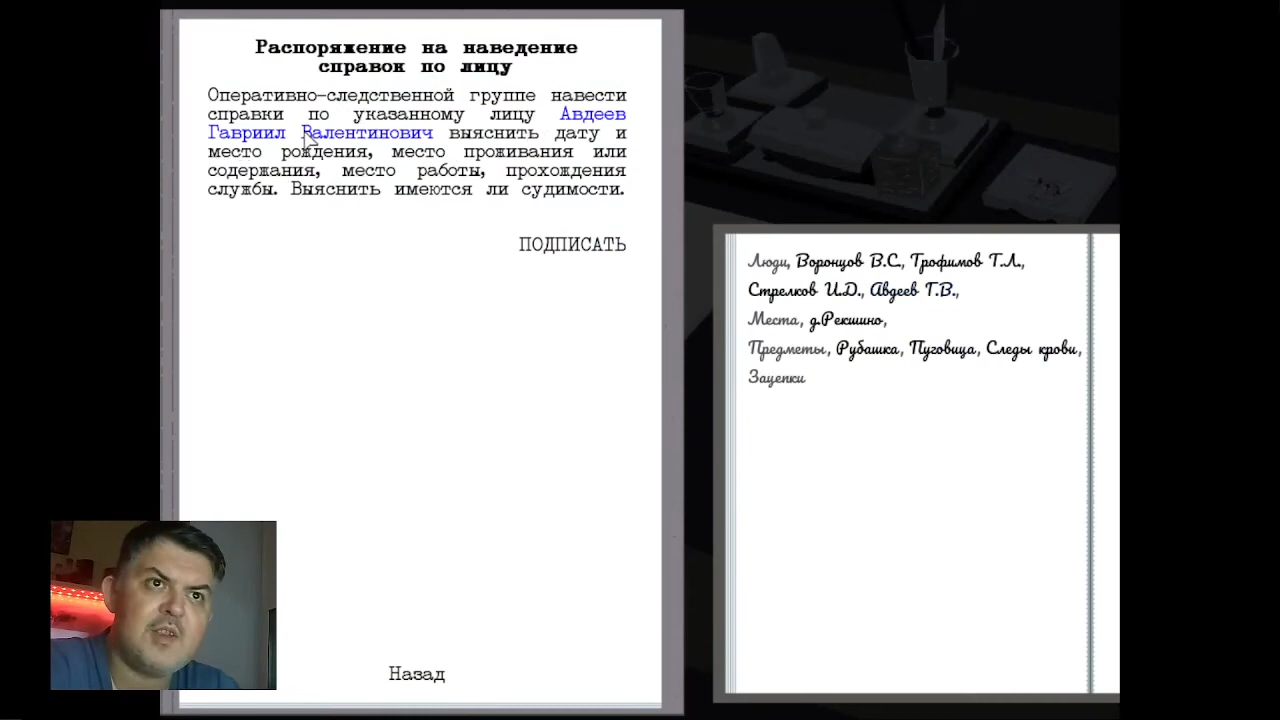 Распоряжение на наведение
справок по лицу
Оперативно-следственной группе навести
справки по указанному лицу Авдеев
Гавриил Валентинович выяснить дату и
место рождения, место проживания или
содержания, место работы, прохождения
службы. Выяснить имеются ли судимости.
ПОДПИСАТЬ
Назад
Люди, Воронцов В.С., Трофимов Т.Л.,
Стрелков И.Д., Авдеев Г.В.,
Места, д.Рекшино,
Предметы, Рубашка, Пуговица, Следы крови,
Зацепки